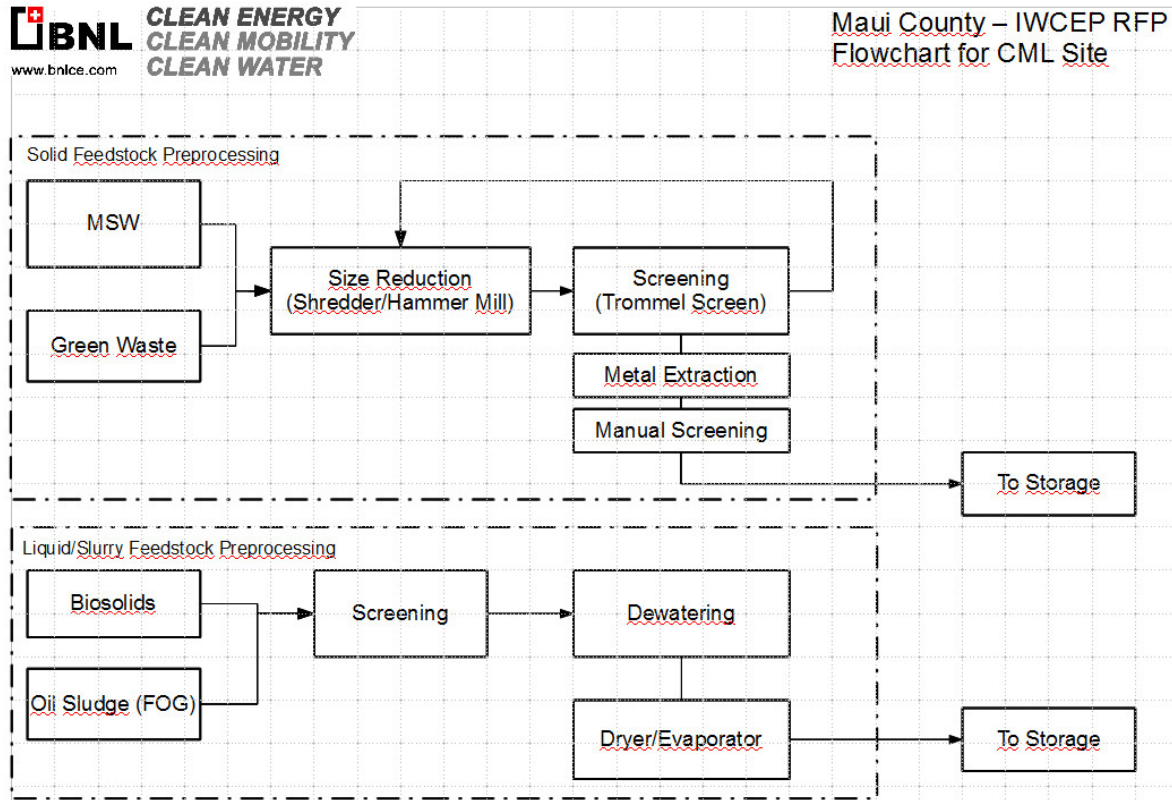 BNL
www.bnlce.com
CLEAN ENERGY
CLEAN MOBILITY
CLEAN WATER
Maui County – IWCEP RFP
Flowchart for CML Site
Solid Feedstock Preprocessing
MSW
Green Waste
Size Reduction
(Shredder/Hammer Mill)
Screening
(Trommel Screen)
Metal Extraction
Manual Screening
To Storage
Liquid/Slurry Feedstock Preprocessing
Biosolids
Oil Sludge (FOG)
Screening
Dewatering
Dryer/Evaporator
To Storage